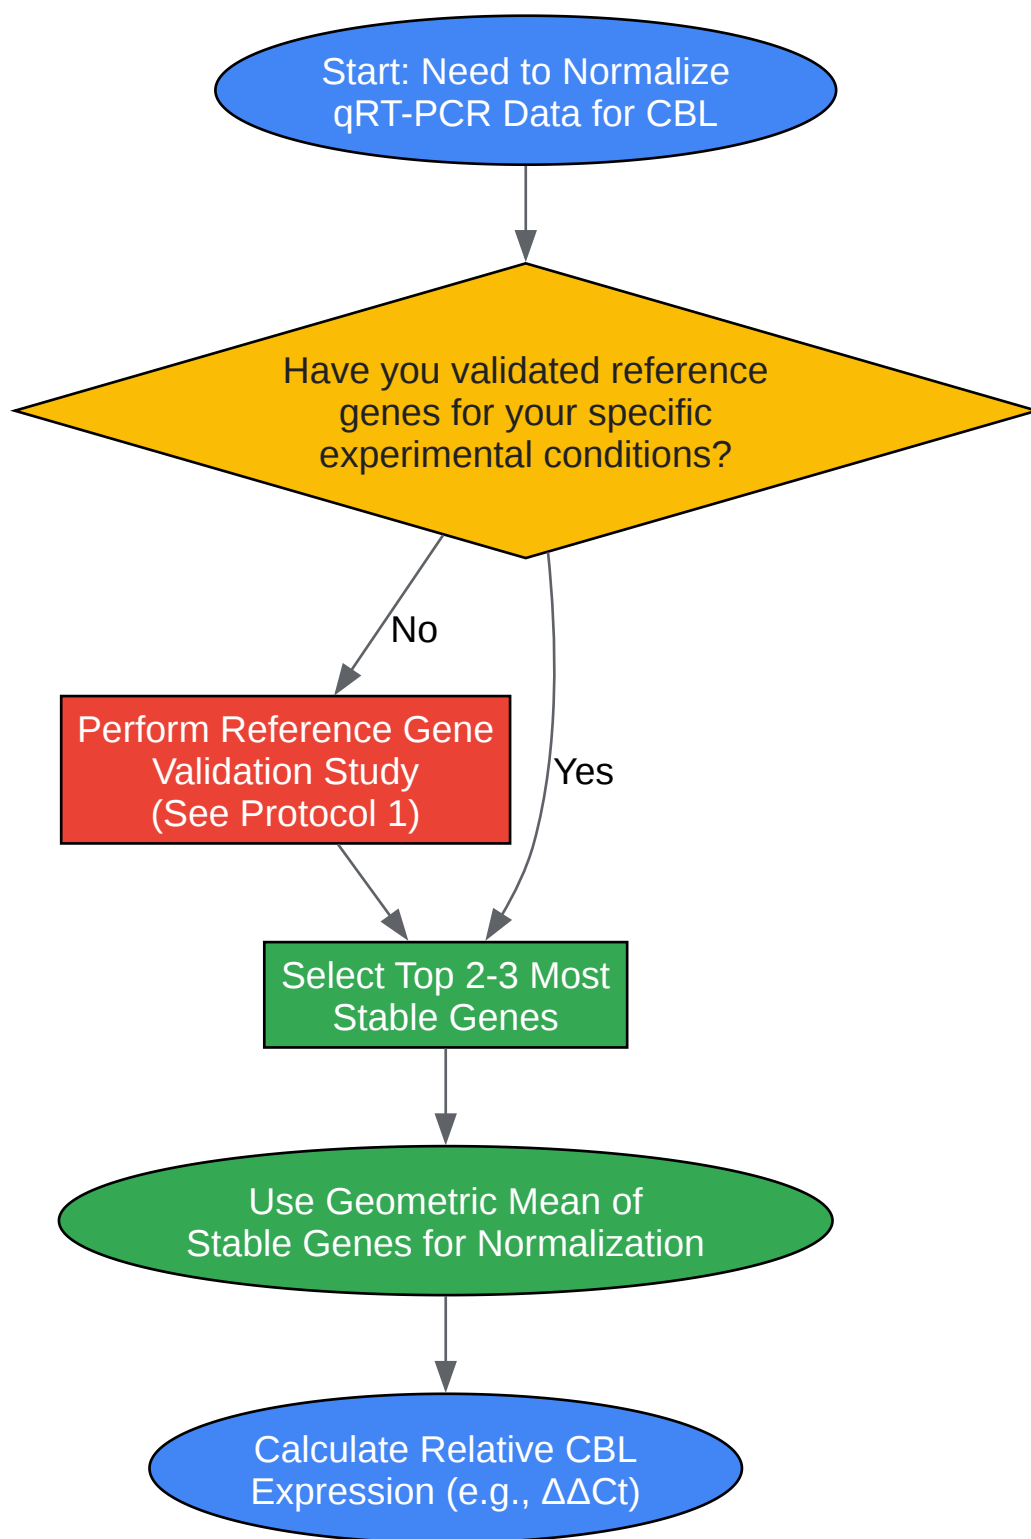 Start: Need to Normalize
qRT-PCR Data for CBL
Have you validated reference
genes for your specific
experimental conditions?
No
Perform Reference Gene
Validation Study
(See Protocol 1)
Yes
Select Top 2-3 Most
Stable Genes
Use Geometric Mean of
Stable Genes for Normalization
Calculate Relative CBL
Expression (e.g., ΔΔCt)